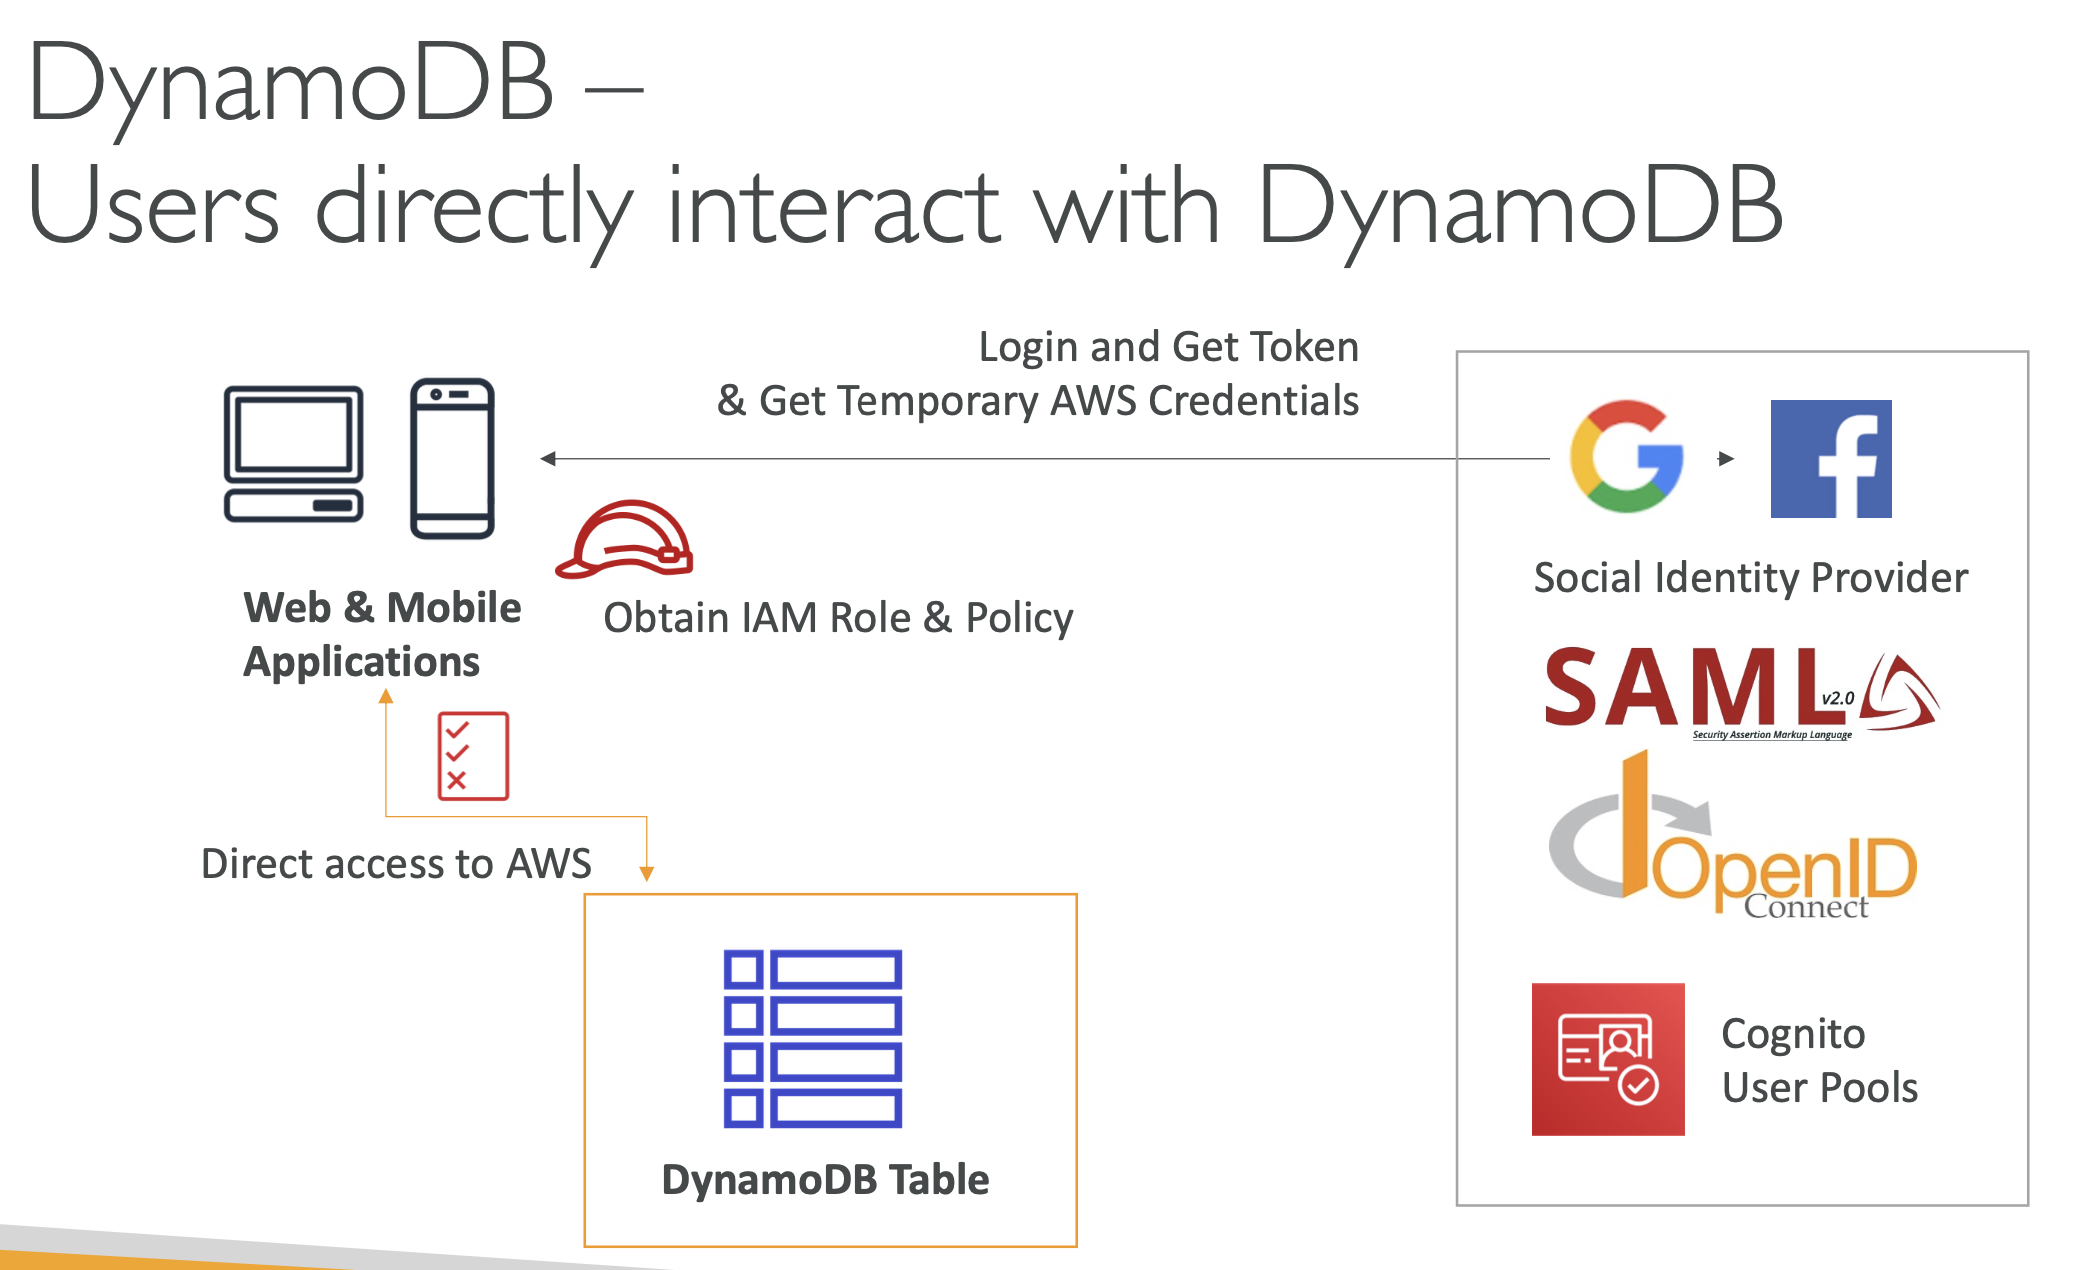 DynamoDB –
Users directly interact with DynamoDB
Login and Get Token
& Get Temporary AWS Credentials
Web & Mobile
Applications
Obtain IAM Role & Policy
Direct access to AWS
DynamoDB Table
Social Identity Provider
SAML v2.0
Security Assertion Markup Language
OpenID
Connect
Cognito
User Pools